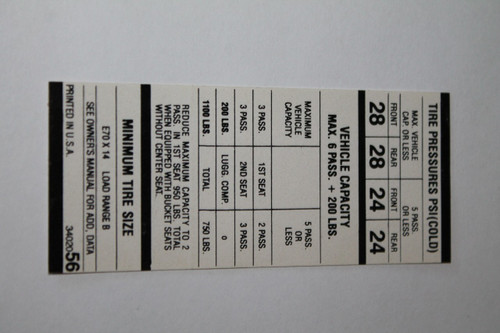 TIRE PRESSURES PSI(COLD)
MAX. VEHICLE CAP. OR LESS
5 PASS. OR LESS
FRONT REAR FRONT REAR
28 28 24 24
VEHICLE CAPACITY
MAX. 6 PASS. + 200 LBS.
MAXIMUM VEHICLE CAPACITY
5 PASS. OR LESS
3 PASS. 1ST SEAT 2 PASS.
3 PASS. 2ND SEAT 3 PASS.
200 LBS. LUGG. COMP. 0
1100 LBS. TOTAL 750 LBS.
REDUCE MAXIMUM CAPACITY TO 2
PASS. IN 1ST SEAT 950 LBS. TOTAL
WHEN EQUIPPED WITH BUCKET SEATS
WITHOUT CENTER SEAT.
MINIMUM TIRE SIZE
E70 X 14 LOAD RANGE B
SEE OWNER'S MANUAL FOR ADD. DATA
PRINTED IN U.S.A. 3402056